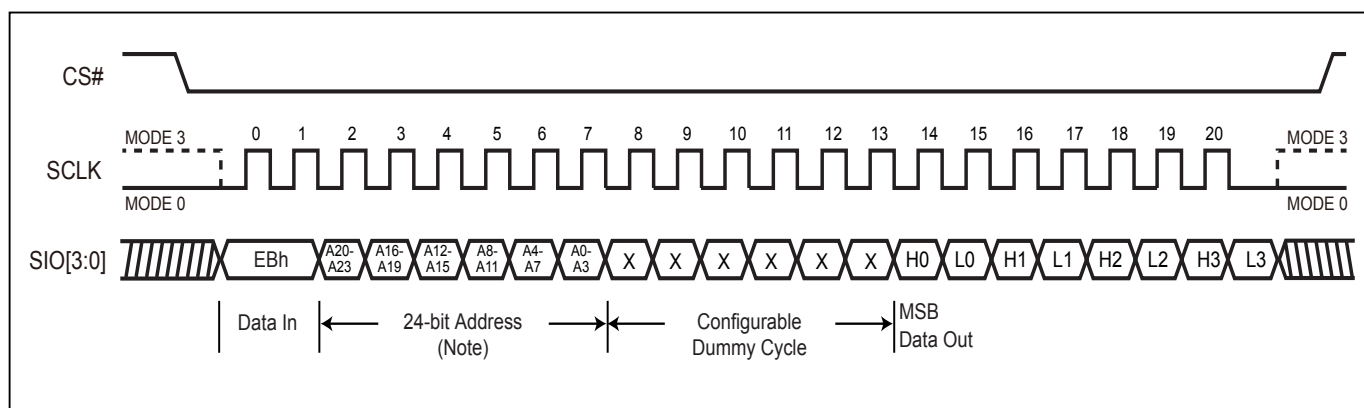 CS#
MODE 3 0 1 2 3 4 5 6 7 8 9 10 11 12 13 14 15 16 17 18 19 20 MODE 3
SCLK
MODE 0 MODE 0
SIO[3:0] EBh A20-A23 A16-A19 A12-A15 A8-A11 A4-A7 A0-A3 X X X X X X H0 L0 H1 L1 H2 L2 H3 L3
Data In 24-bit Address Configurable MSB
(Note) Dummy Cycle Data Out